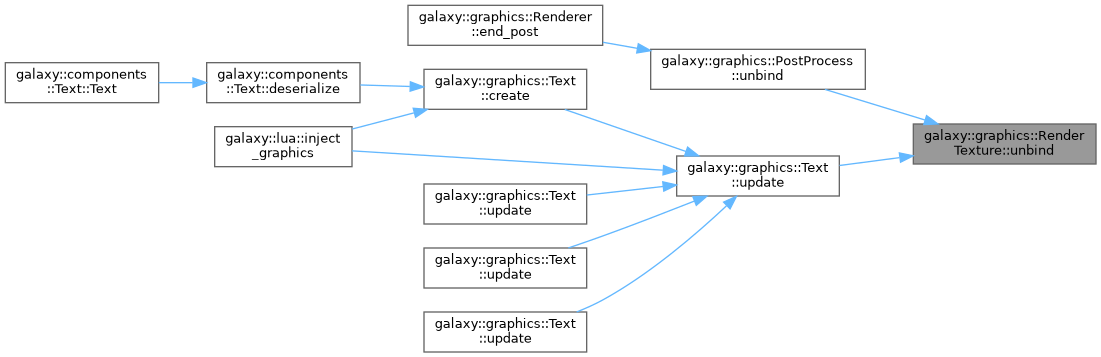 galaxy::graphics::Renderer
::end_post
galaxy::graphics::PostProcess
::unbind
galaxy::components
::Text::Text
galaxy::components
::Text::deserialize
galaxy::graphics::Text
::create
galaxy::lua::inject
_graphics
galaxy::graphics::Render
Texture::unbind
galaxy::graphics::Text
::update
galaxy::graphics::Text
::update
galaxy::graphics::Text
::update
galaxy::graphics::Text
::update